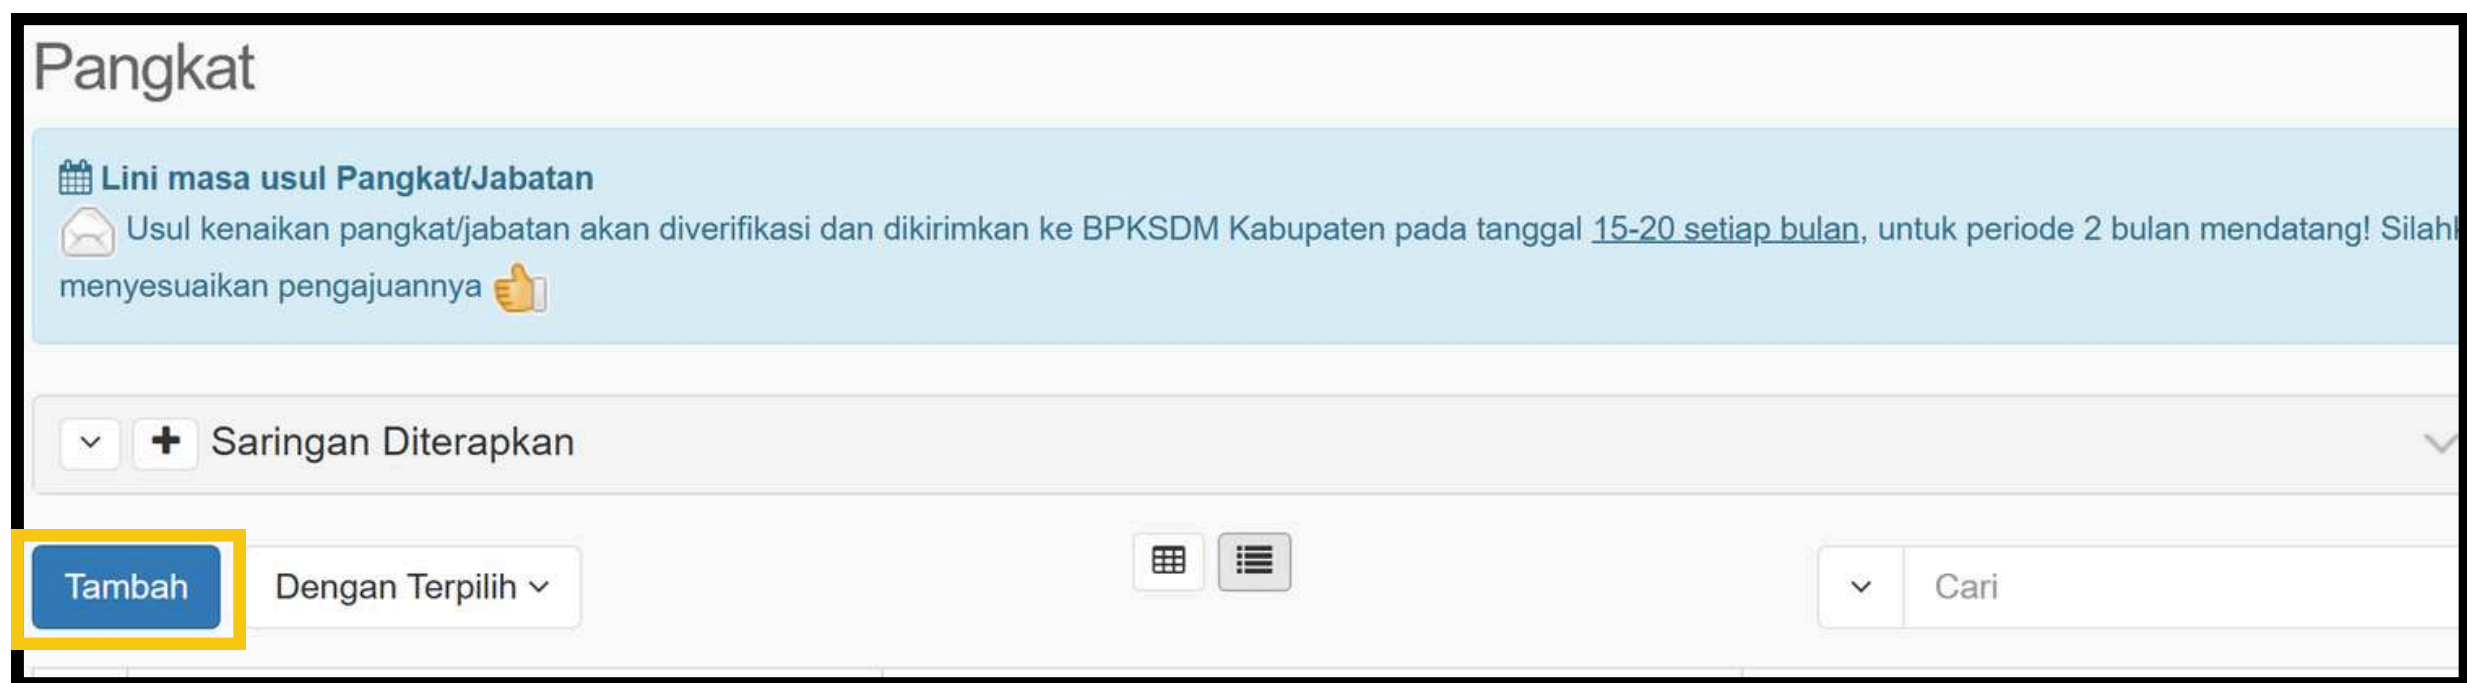 Pangkat
Lini masa usul Pangkat/Jabatan
Usul kenaikan pangkat/jabatan akan diverifikasi dan dikirimkan ke BPKSDM Kabupaten pada tanggal 15-20 setiap bulan, untuk periode 2 bulan mendatang!
menyesuaikan pengajuannya
Saringan Diterapkan
Tambah
Dengan Terpilih
Cari